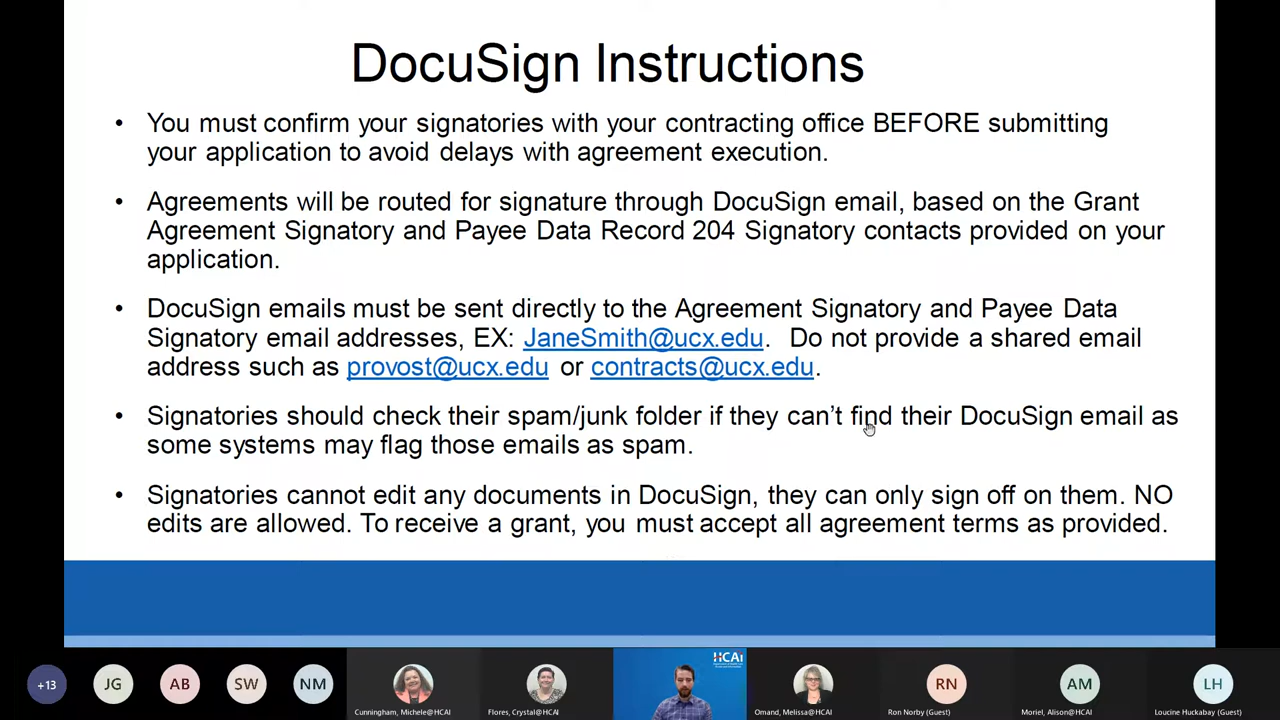 DocuSign Instructions
• You must confirm your signatories with your contracting office BEFORE submitting
your application to avoid delays with agreement execution.
• Agreements will be routed for signature through DocuSign email, based on the Grant
Agreement Signatory and Payee Data Record 204 Signatory contacts provided on your
application.
• DocuSign emails must be sent directly to the Agreement Signatory and Payee Data
Signatory email addresses, EX: JaneSmith@ucx.edu. Do not provide a shared email
address such as provost@ucx.edu or contracts@ucx.edu.
• Signatories should check their spam/junk folder if they can’t find their DocuSign email as
some systems may flag those emails as spam.
• Signatories cannot edit any documents in DocuSign, they can only sign off on them. NO
edits are allowed. To receive a grant, you must accept all agreement terms as provided.
HCAi
+13 JG AB SW NM RN AM LH
Cunningham, Michele@HCAI Flores, Crystal@HCAI Omand, Melissa@HCAI Ron Norby (Guest) Moriel, Alison@HCAI Loucine Huckabay (Guest)